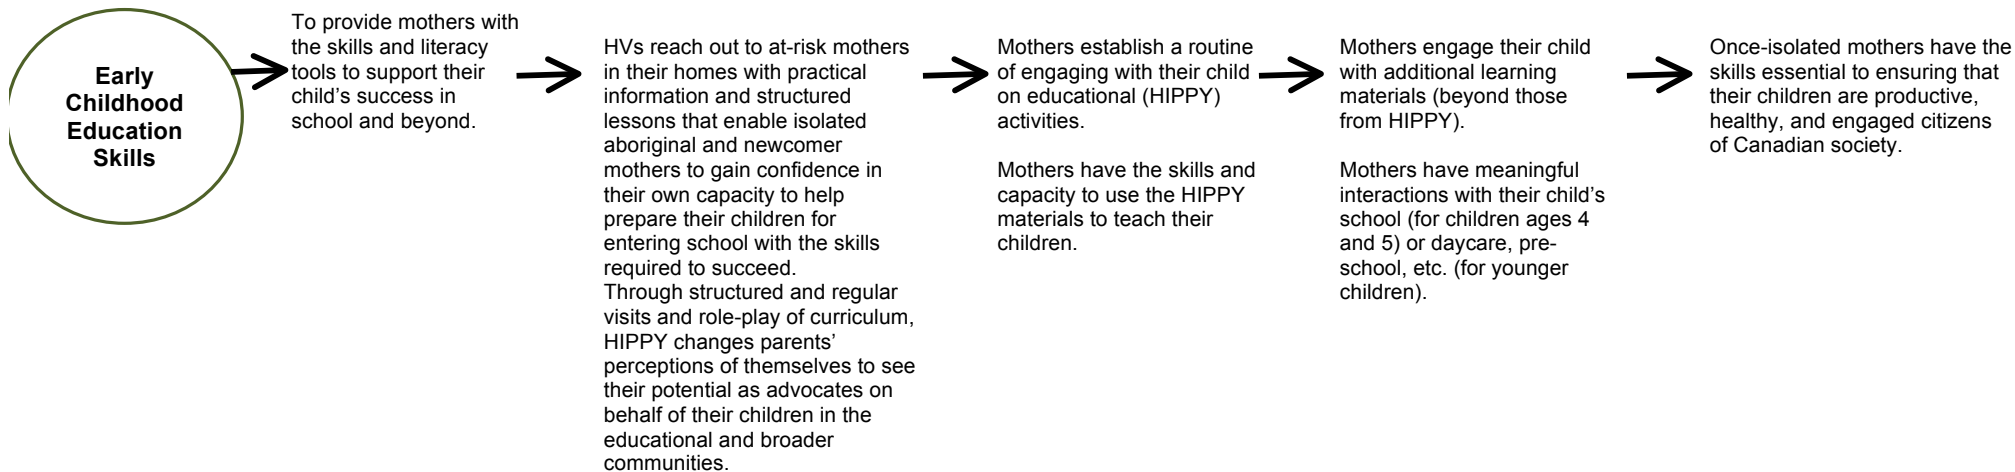 Early
Childhood
Education
Skills
To provide mothers with
the skills and literacy
tools to support their
child’s success in
school and beyond.
HVs reach out to at-risk mothers
in their homes with practical
information and structured
lessons that enable isolated
aboriginal and newcomer
mothers to gain confidence in
their own capacity to help
prepare their children for
entering school with the skills
required to succeed.
Through structured and regular
visits and role-play of curriculum,
HIPPY changes parents’
perceptions of themselves to see
their potential as advocates on
behalf of their children in the
educational and broader
communities.
Mothers establish a routine
of engaging with their child
on educational (HIPPY)
activities.
Mothers have the skills and
capacity to use the HIPPY
materials to teach their
children.
Mothers engage their child
with additional learning
materials (beyond those
from HIPPY).
Mothers have meaningful
interactions with their child’s
school (for children ages 4
and 5) or daycare, pre-
school, etc. (for younger
children).
Once-isolated mothers have the
skills essential to ensuring that
their children are productive,
healthy, and engaged citizens
of Canadian society.